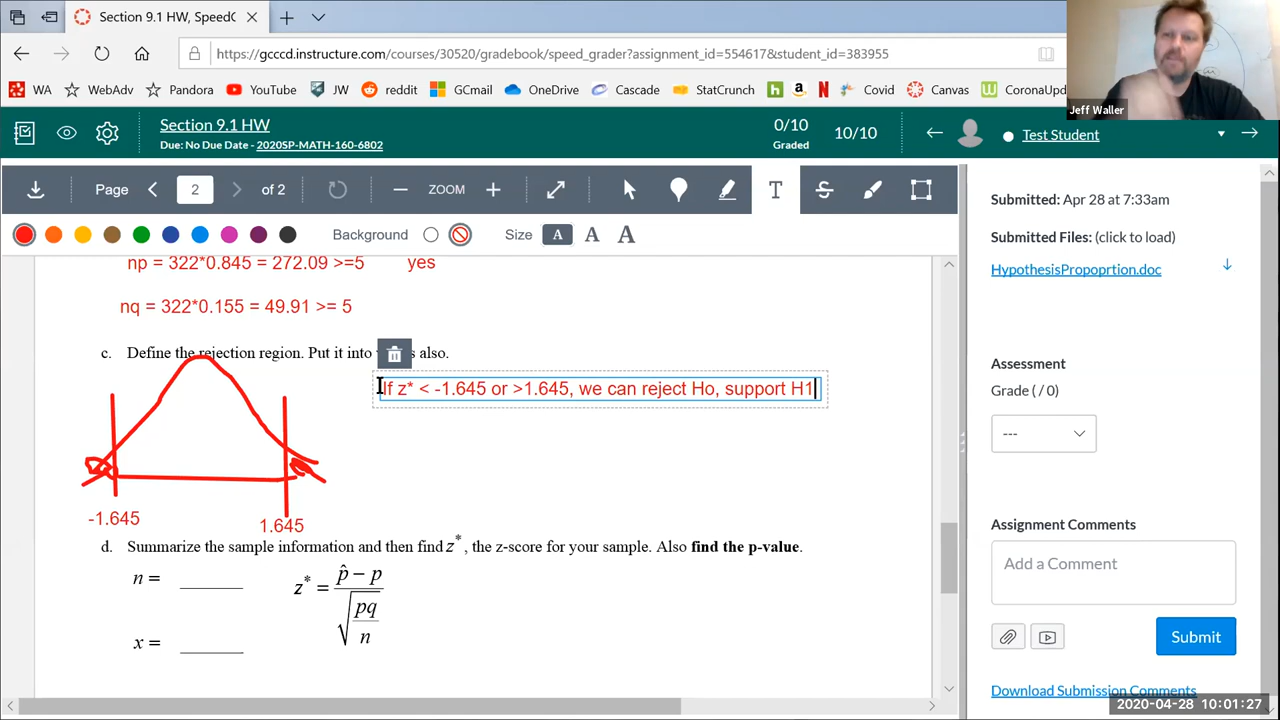 Section 9.1 HW, SpeedG
https://gcccd.instructure.com/courses/30520/gradebook/speed_grader?assignment_id=554617&student_id=383955
WA WebAdv Pandora YouTube JW reddit GCmail OneDrive Cascade StatCrunch Covid Canvas CoronaUpd
Jeff Waller
Section 9.1 HW
Due: No Due Date - 2020SP-MATH-160-6802
0/10
Graded
10/10
Test Student
Page 2 of 2 ZOOM T
Background Size A A A
np = 322*0.845 = 272.09 >=5 yes
nq = 322*0.155 = 49.91 >= 5
c. Define the rejection region. Put it into also.
If z* < -1.645 or >1.645, we can reject Ho, support H1
-1.645 1.645
d. Summarize the sample information and then find z*, the z-score for your sample. Also find the p-value.
n = ______ z* = (p̂ − p) / √(pq/n)
x = ______
Submitted: Apr 28 at 7:33am
Submitted Files: (click to load)
HypothesisPropoprtion.doc
Assessment
Grade ( / 0)
---
Assignment Comments
Add a Comment
Submit
Download Submission Comments
2020-04-28 10:01:27